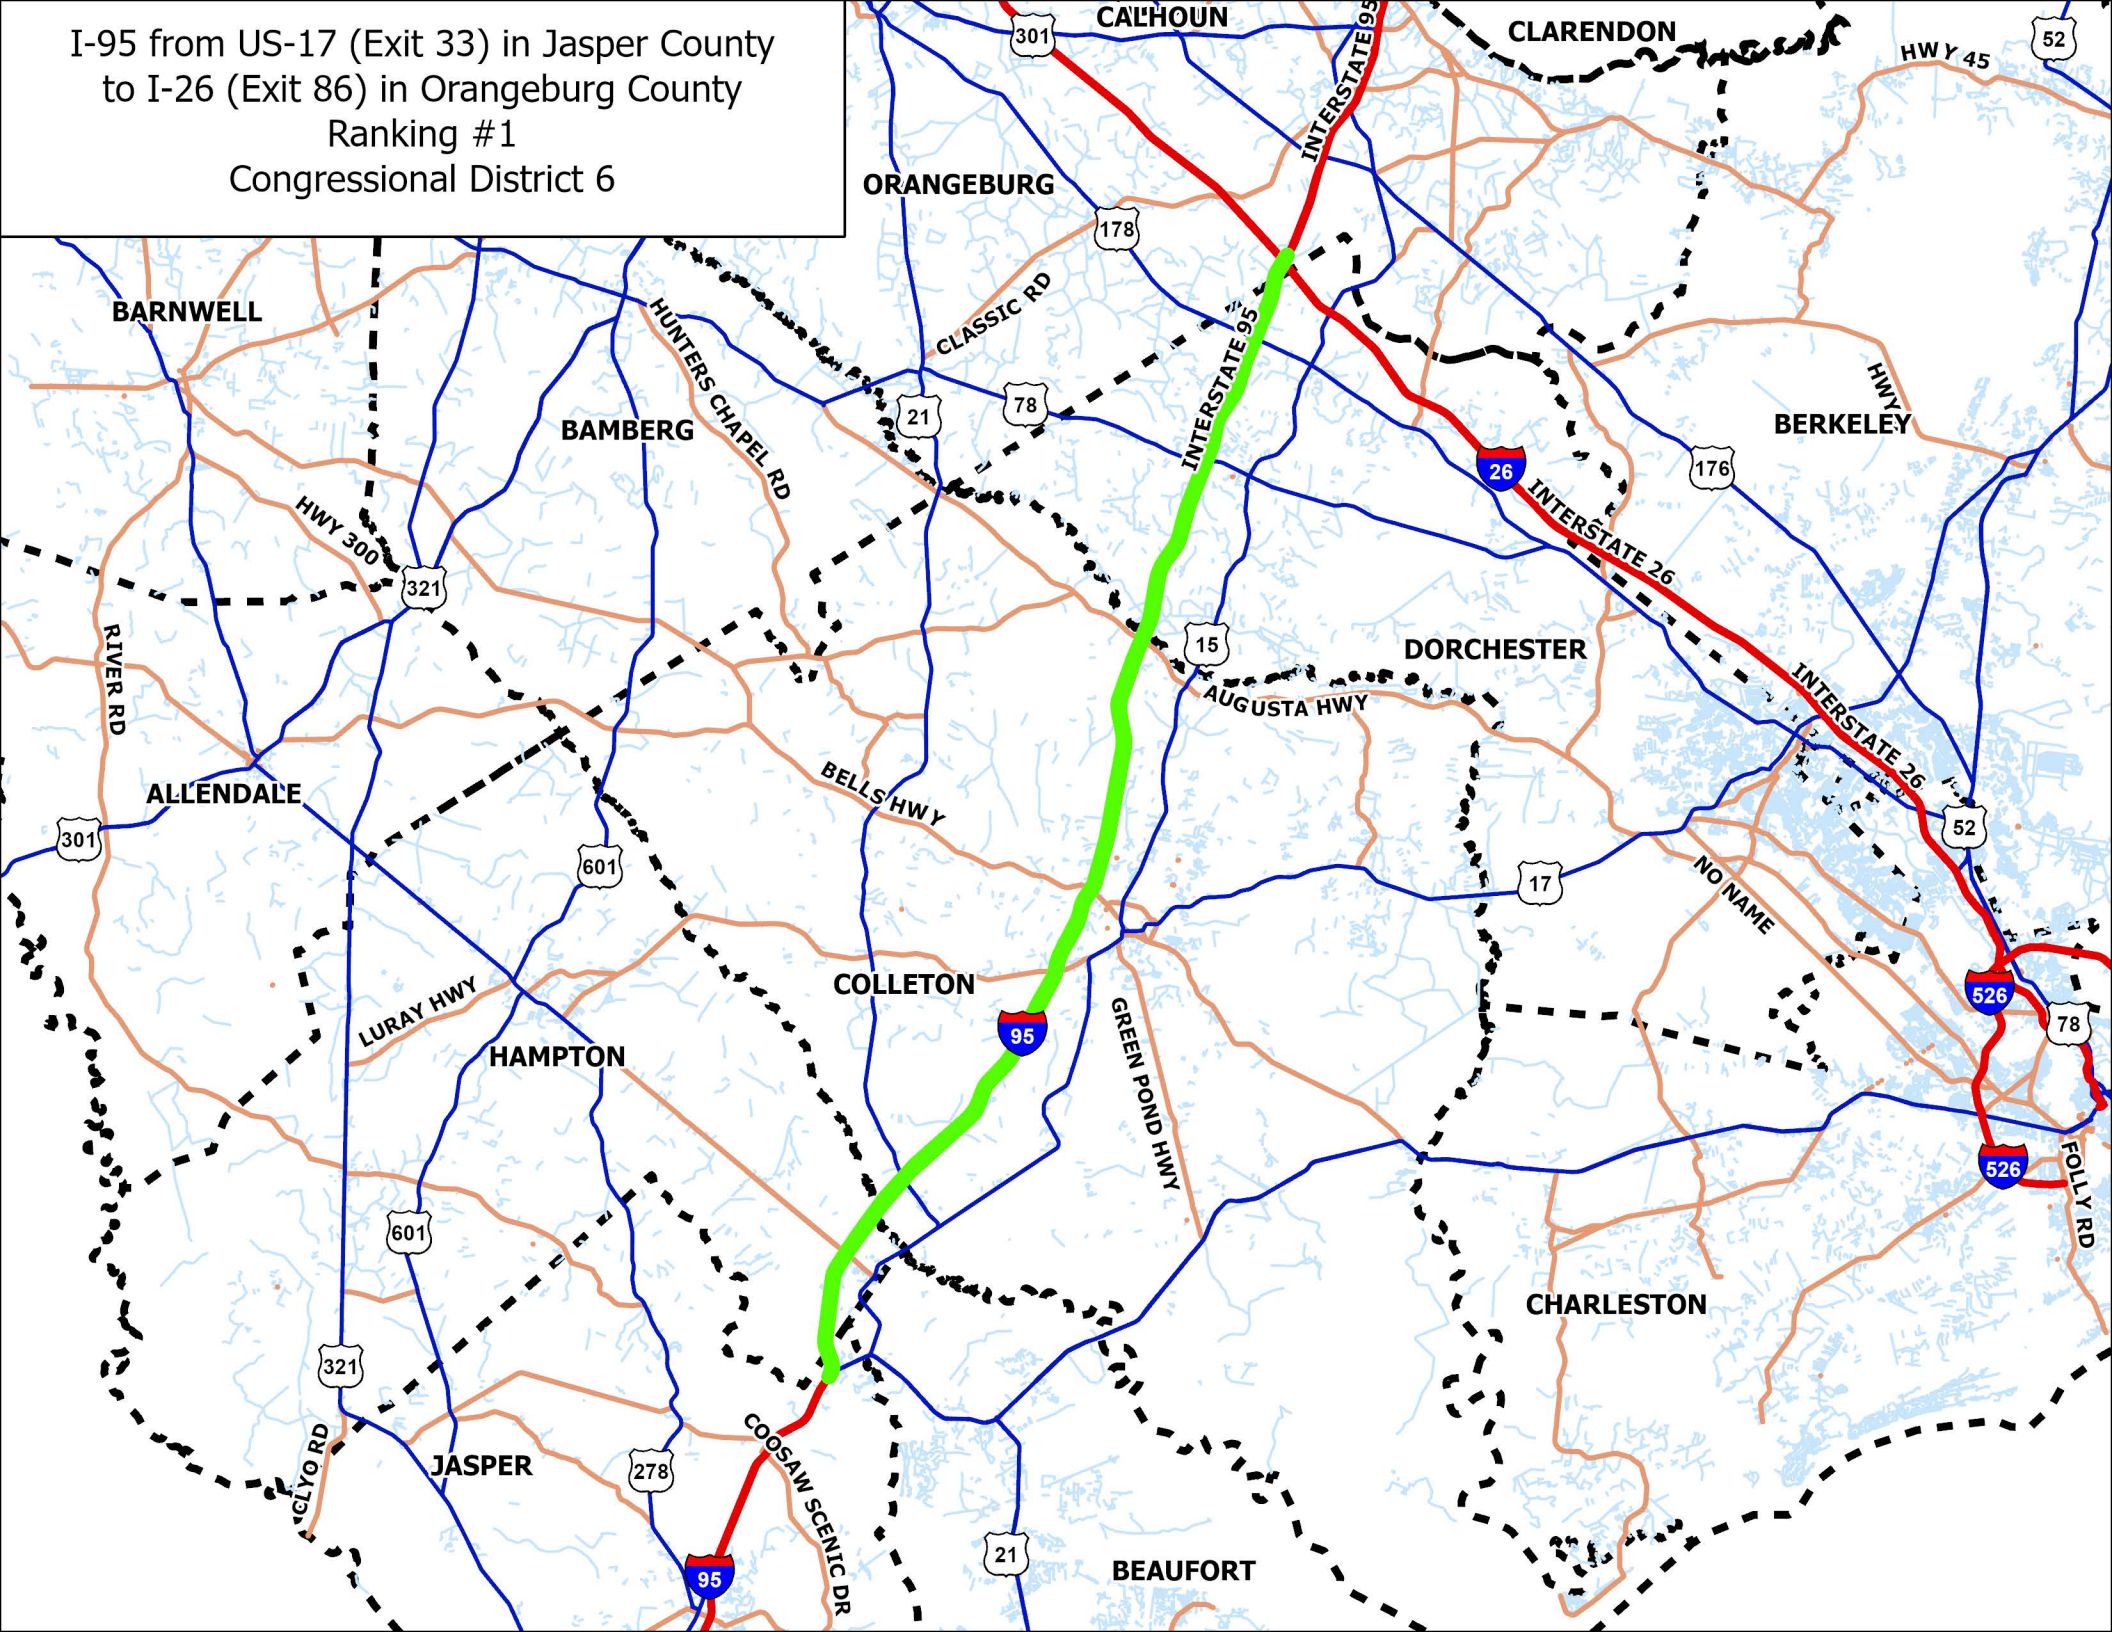 I-95 from US-17 (Exit 33) in Jasper County
to I-26 (Exit 86) in Orangeburg County
Ranking #1
Congressional District 6
301
CALHOUN
INTERSTATE 95
CLARENDON
HWY 45
52
ORANGEBURG
178
BARNWELL
HUNTERS CHAPEL RD
CLASSIC RD
INTERSTATE 95
21
78
BAMBERG
HWY
BERKELEY
26
176
INTERSTATE 26
HWY 300
321
RIVER RD
15
DORCHESTER
AUGUSTA HWY
INTERSTATE 26
ALLENDALE
301
BELLS HWY
601
17
52
NO NAME
COLLETON
LURAY HWY
95
GREEN POND HWY
526
78
HAMPTON
526
FOLLY RD
601
CHARLESTON
321
CLYO RD
JASPER
278
COOSAW SCENIC DR
95
21
BEAUFORT